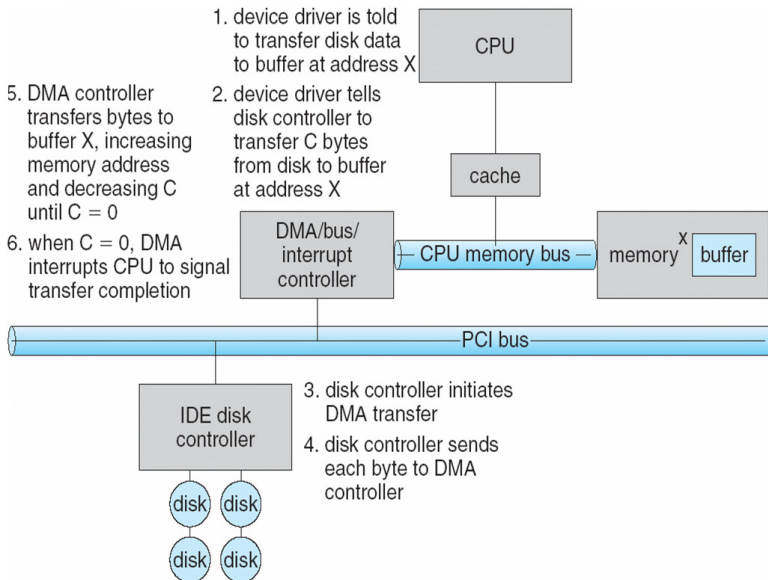 1. device driver is told
to transfer disk data
to buffer at address X
CPU
5. DMA controller
transfers bytes to
buffer X, increasing
memory address
and decreasing C
until C = 0
2. device driver tells
disk controller to
transfer C bytes
from disk to buffer
at address X
cache
6. when C = 0, DMA
interrupts CPU to signal
transfer completion
DMA/bus/
interrupt
controller
CPU memory bus
memory
X
buffer
PCI bus
IDE disk
controller
3. disk controller initiates
DMA transfer
4. disk controller sends
each byte to DMA
controller
disk
disk
disk
disk